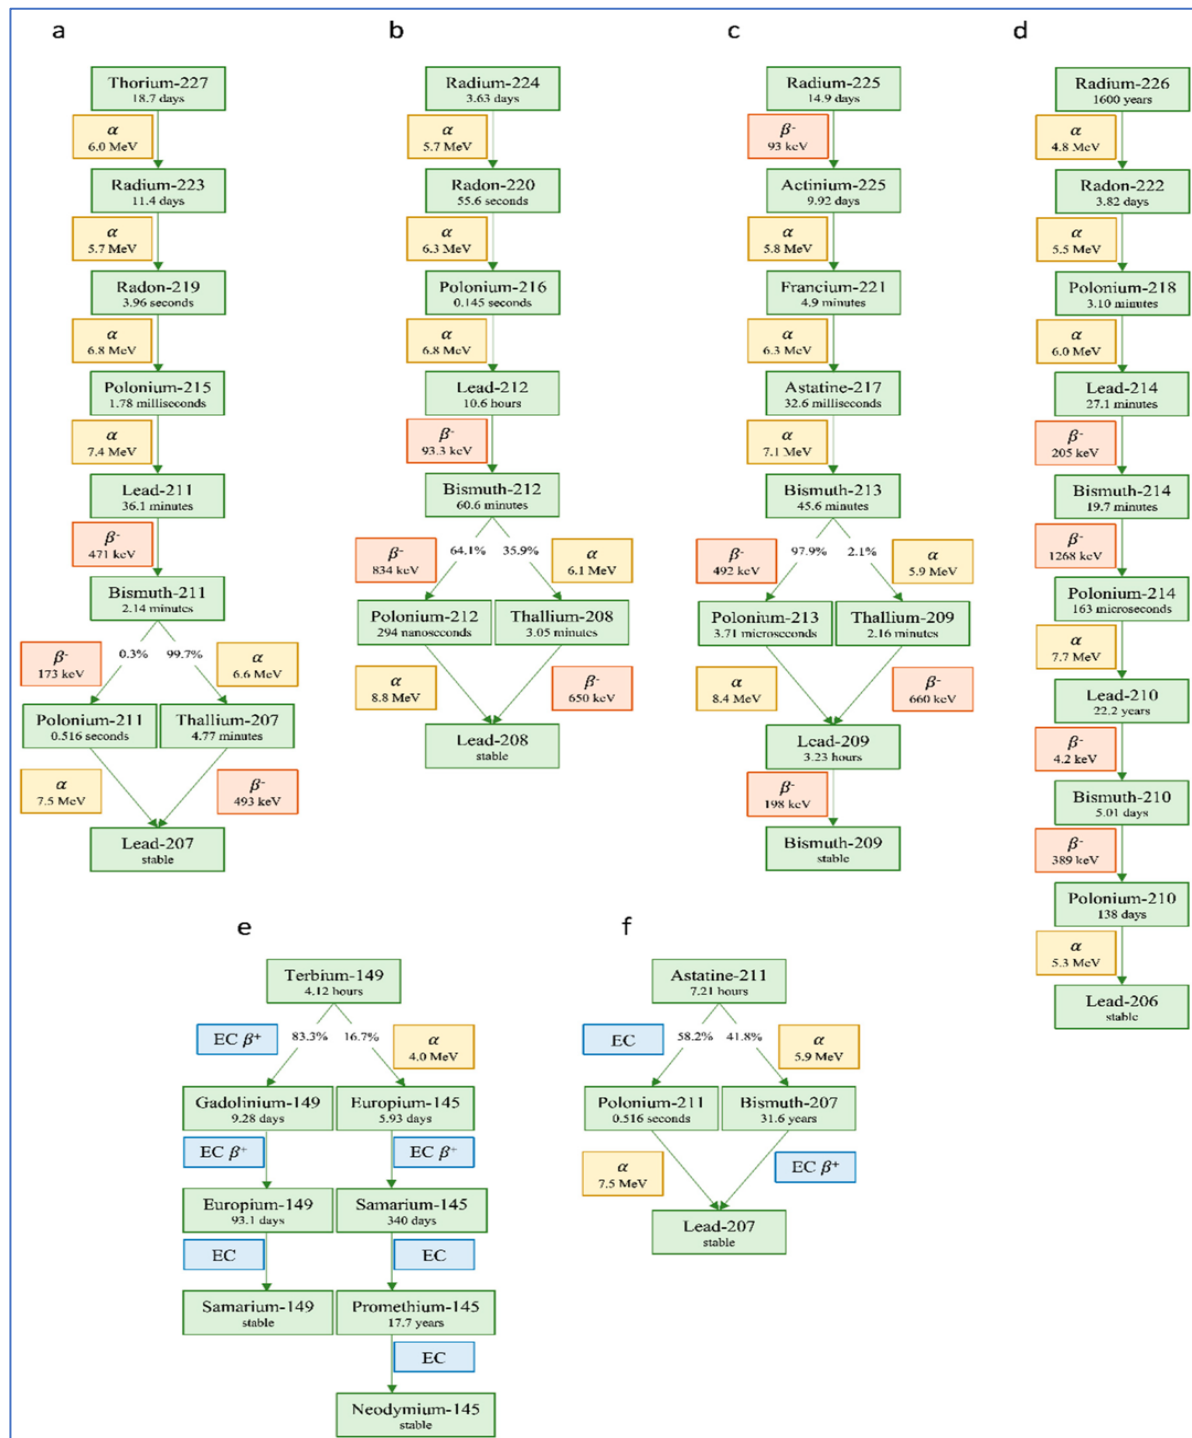 a
Thorium-227
18.7 days
α
6.0 MeV
Radium-223
11.4 days
α
5.7 MeV
Radon-219
3.96 seconds
α
6.8 MeV
Polonium-215
1.78 milliseconds
α
7.4 MeV
Lead-211
36.1 minutes
β-
471 keV
Bismuth-211
2.14 minutes
β-
173 keV
0.3% 99.7%
α
6.6 MeV
Polonium-211
0.516 seconds
Thallium-207
4.77 minutes
α
7.5 MeV
β-
493 keV
Lead-207
stable
b
Radium-224
3.63 days
α
5.7 MeV
Radon-220
55.6 seconds
α
6.3 MeV
Polonium-216
0.145 seconds
α
6.8 MeV
Lead-212
10.6 hours
β-
93.3 keV
Bismuth-212
60.6 minutes
β-
834 keV
64.1% 35.9%
α
6.1 MeV
Polonium-212
294 nanoseconds
Thallium-208
3.05 minutes
α
8.8 MeV
β-
650 keV
Lead-208
stable
c
Radium-225
14.9 days
β-
93 keV
Actinium-225
9.92 days
α
5.8 MeV
Francium-221
4.9 minutes
α
6.3 MeV
Astatine-217
32.6 milliseconds
α
7.1 MeV
Bismuth-213
45.6 minutes
β-
492 keV
97.9% 2.1%
α
5.9 MeV
Polonium-213
3.71 microseconds
Thallium-209
2.16 minutes
α
8.4 MeV
β-
660 keV
Lead-209
3.23 hours
β-
198 keV
Bismuth-209
stable
d
Radium-226
1600 years
α
4.8 MeV
Radon-222
3.82 days
α
5.5 MeV
Polonium-218
3.10 minutes
α
6.0 MeV
Lead-214
27.1 minutes
β-
205 keV
Bismuth-214
19.7 minutes
β-
1268 keV
Polonium-214
163 microseconds
α
7.7 MeV
Lead-210
22.2 years
β-
4.2 keV
Bismuth-210
5.01 days
β-
389 keV
Polonium-210
138 days
α
5.3 MeV
Lead-206
stable
e
Terbium-149
4.12 hours
EC β+
83.3% 16.7%
α
4.0 MeV
Gadolinium-149
9.28 days
Europium-145
5.93 days
EC β+
EC β+
Europium-149
93.1 days
Samarium-145
340 days
EC
EC
Samarium-149
stable
Promethium-145
17.7 years
EC
Neodymium-145
stable
f
Astatine-211
7.21 hours
EC
58.2% 41.8%
α
5.9 MeV
Polonium-211
0.516 seconds
Bismuth-207
31.6 years
α
7.5 MeV
EC β+
Lead-207
stable